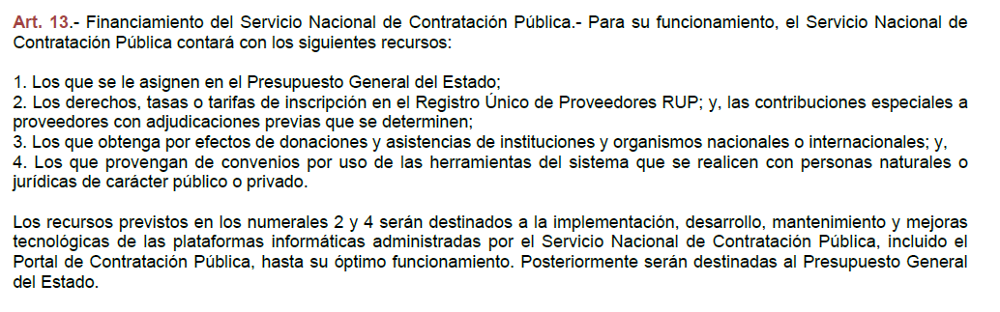 Art. 13.- Financiamiento del Servicio Nacional de Contratación Pública.- Para su funcionamiento, el Servicio Nacional de
Contratación Pública contará con los siguientes recursos:
1. Los que se le asignen en el Presupuesto General del Estado;
2. Los derechos, tasas o tarifas de inscripción en el Registro Único de Proveedores RUP; y, las contribuciones especiales a
proveedores con adjudicaciones previas que se determinen;
3. Los que obtenga por efectos de donaciones y asistencias de instituciones y organismos nacionales o internacionales; y,
4. Los que provengan de convenios por uso de las herramientas del sistema que se realicen con personas naturales o
jurídicas de carácter público o privado.
Los recursos previstos en los numerales 2 y 4 serán destinados a la implementación, desarrollo, mantenimiento y mejoras
tecnológicas de las plataformas informáticas administradas por el Servicio Nacional de Contratación Pública, incluido el
Portal de Contratación Pública, hasta su óptimo funcionamiento. Posteriormente serán destinadas al Presupuesto General
del Estado.